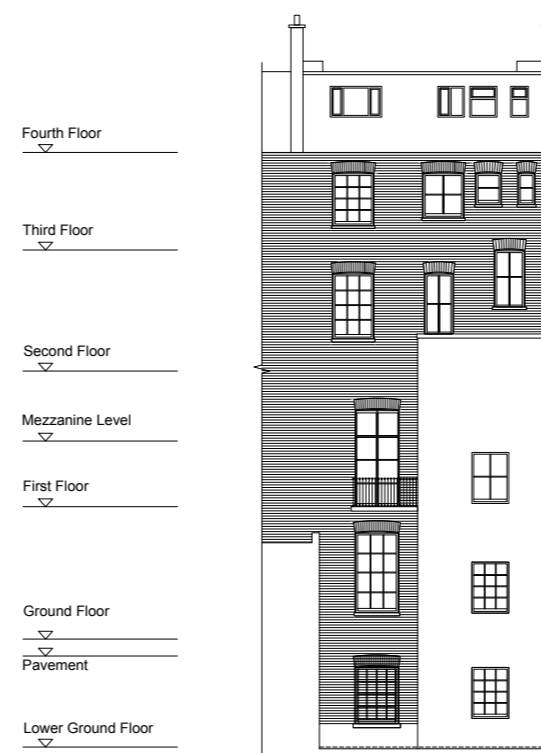 Fourth Floor
Third Floor
Second Floor
Mezzanine Level
First Floor
Ground Floor
Pavement
Lower Ground Floor